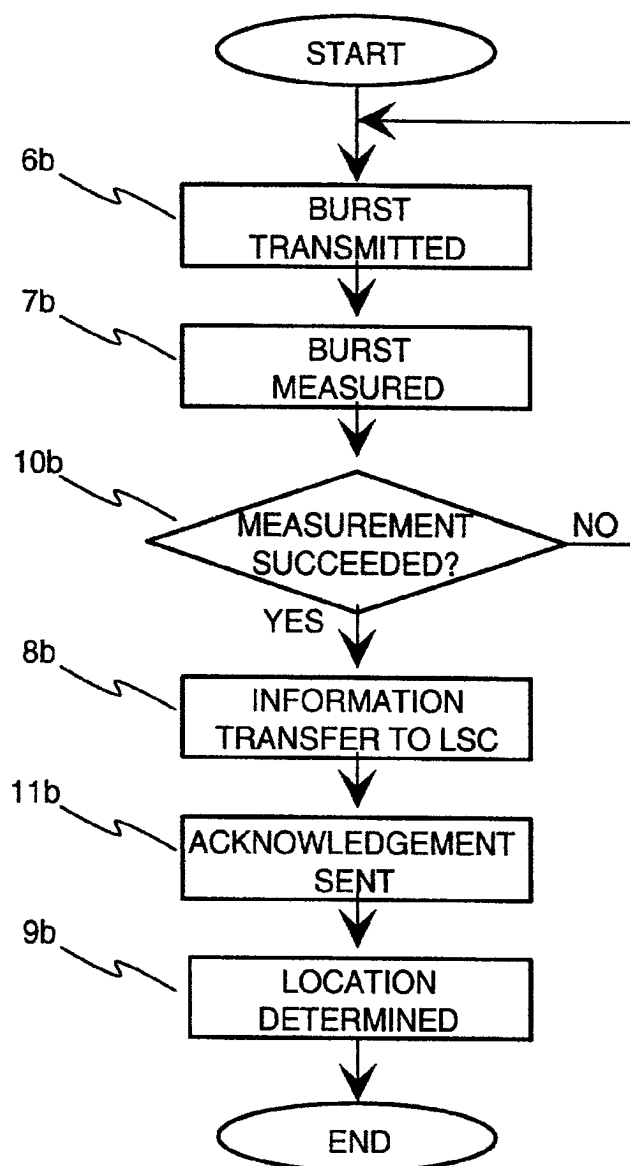 START
6b
BURST
TRANSMITTED
7b
BURST
MEASURED
10b
MEASUREMENT
SUCCEEDED?
NO
YES
8b
INFORMATION
TRANSFER TO LSC
11b
ACKNOWLEDGEMENT
SENT
9b
LOCATION
DETERMINED
END